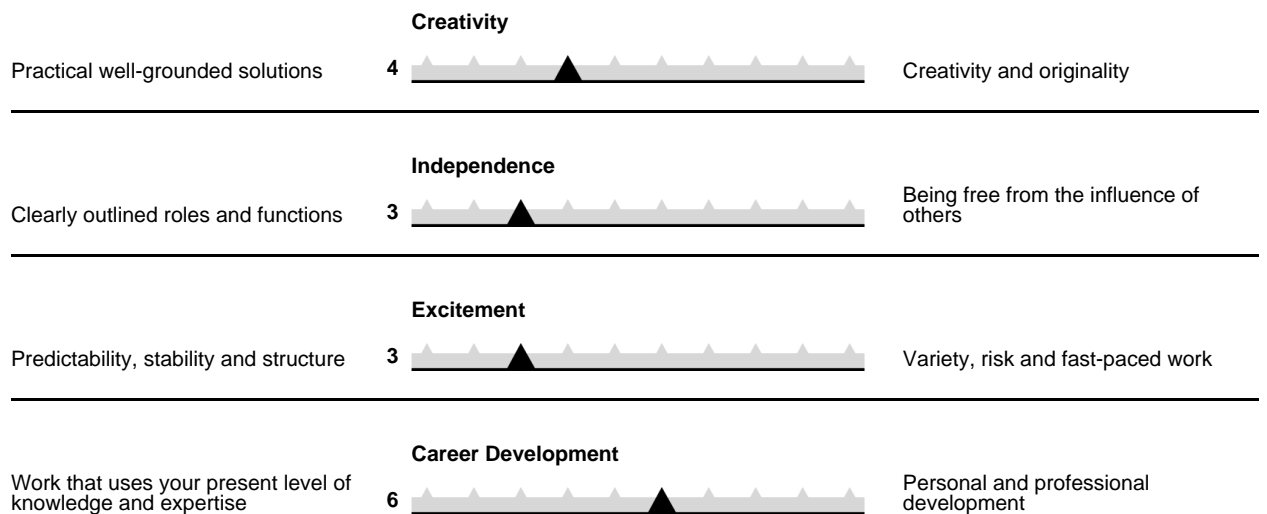 Creativity
Practical well-grounded solutions 4 Creativity and originality
Independence
Clearly outlined roles and functions 3 Being free from the influence of
others
Excitement
Predictability, stability and structure 3 Variety, risk and fast-paced work
Career Development
Work that uses your present level of
knowledge and expertise
6
Personal and professional
development